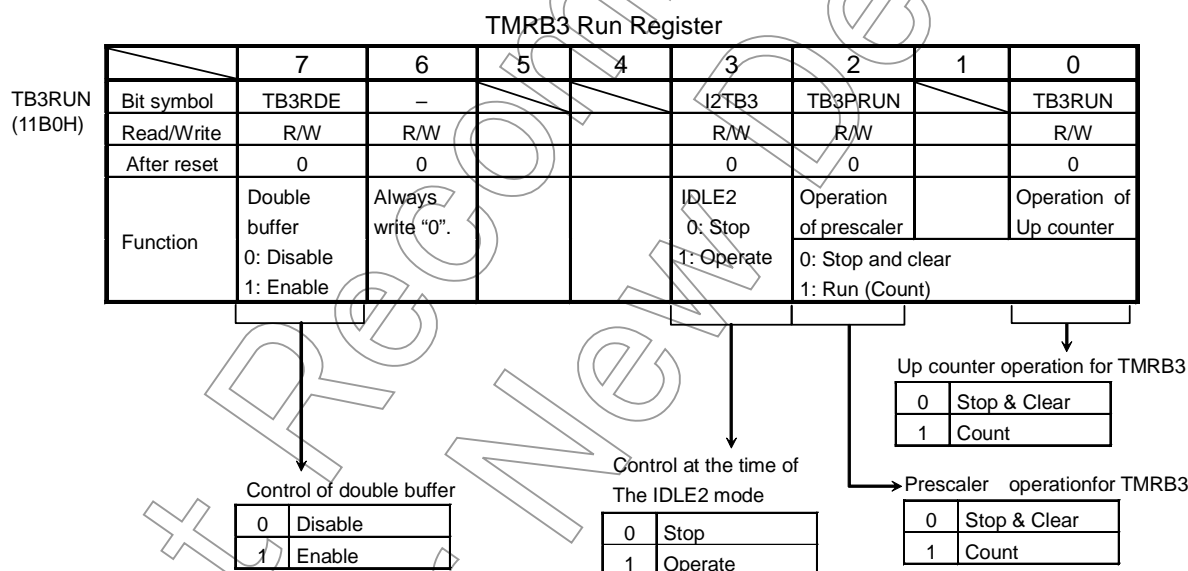 TMRB3 Run Register
7 6 5 4 3 2 1 0
TB3RUN
(11B0H)
Bit symbol TB3RDE – I2TB3 TB3PRUN TB3RUN
Read/Write R/W R/W R/W R/W R/W
After reset 0 0 0 0 0
Function
Double
buffer
0: Disable
1: Enable
Always
write “0”.
IDLE2
0: Stop
1: Operate
Operation
of prescaler
Operation of
Up counter
0: Stop and clear
1: Run (Count)
Up counter operation for TMRB3
0 Stop & Clear
1 Count
Control of double buffer
0 Disable
1 Enable
Control at the time of
The IDLE2 mode
0 Stop
1 Operate
Prescaler operationfor TMRB3
0 Stop & Clear
1 Count